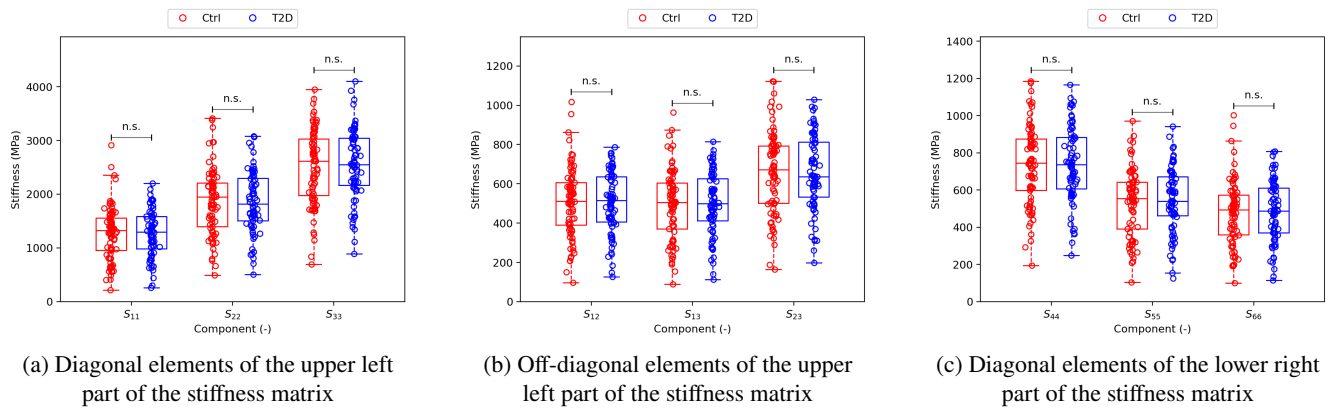 Ctrl T2D
n.s.
n.s.
n.s.
4000
3000
2000
1000
0
Stiffness (MPa)
S11 S22 S33
Component (-)
(a) Diagonal elements of the upper left
part of the stiffness matrix
Ctrl T2D
n.s.
n.s.
n.s.
1200
1000
800
600
400
200
0
Stiffness (MPa)
S12 S13 S23
Component (-)
(b) Off-diagonal elements of the upper
left part of the stiffness matrix
Ctrl T2D
n.s.
n.s.
n.s.
1400
1200
1000
800
600
400
200
0
Stiffness (MPa)
S44 S55 S66
Component (-)
(c) Diagonal elements of the lower right
part of the stiffness matrix